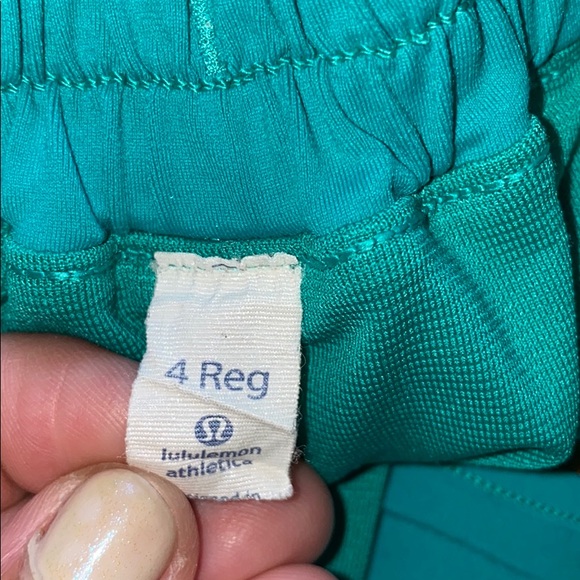 4 Reg
lululemon
athletica